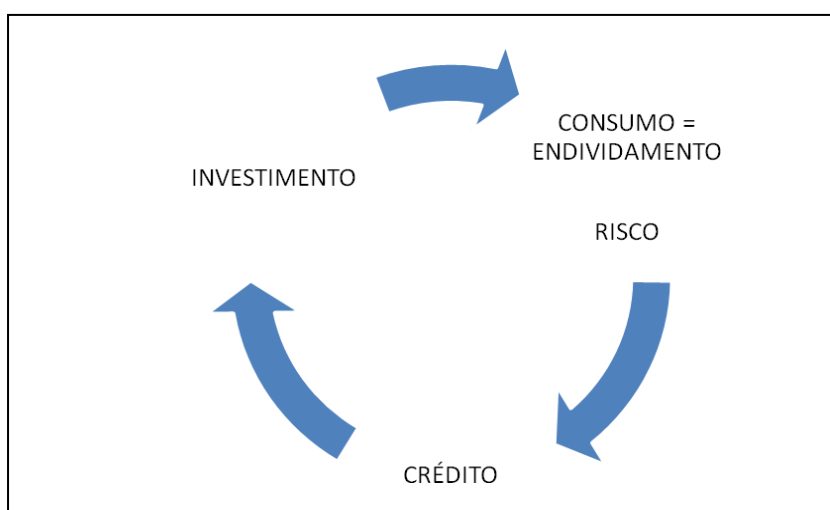 CONSUMO =
ENDIVIDAMENTO
INVESTIMENTO
RISCO
CRÉDITO